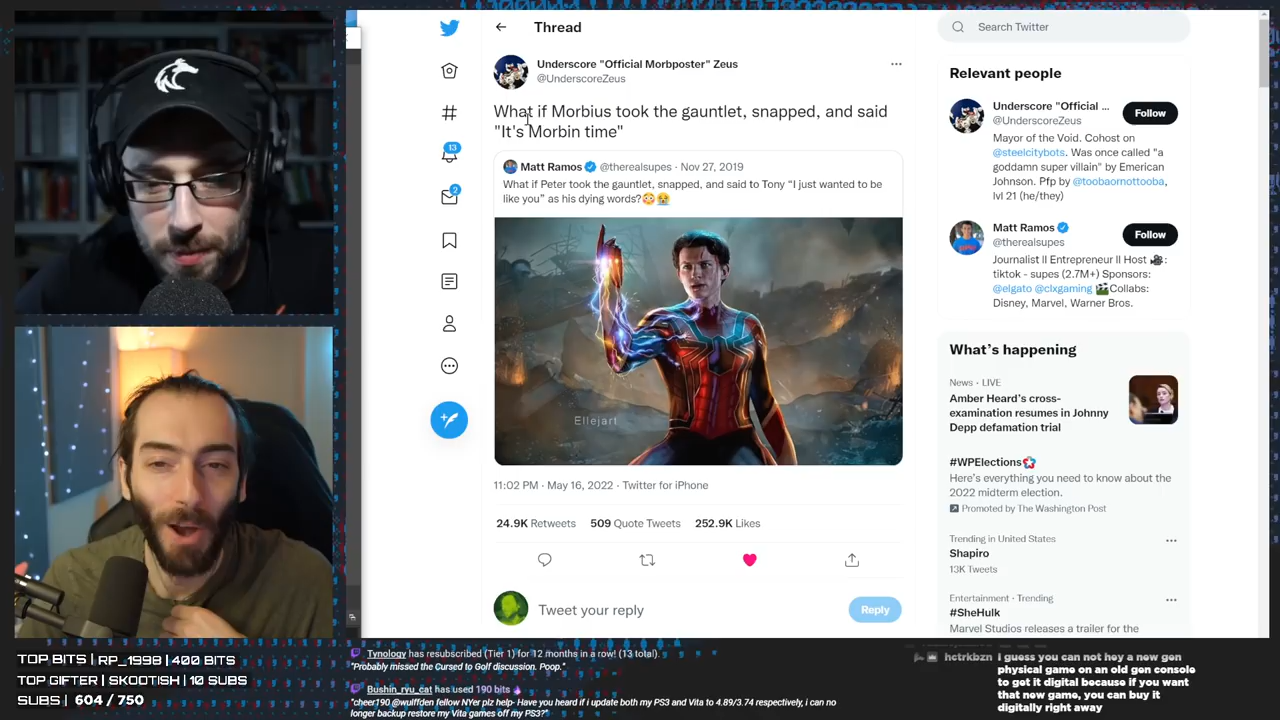 Thread
Search Twitter
Underscore "Official Morbposter" Zeus
@UnderscoreZeus
What if Morbius took the gauntlet, snapped, and said
"It's Morbin time"
Matt Ramos @therealsupes · Nov 27, 2019
What if Peter took the gauntlet, snapped, and said to Tony “I just wanted to be
like you” as his dying words?😳😭
Ellejart
11:02 PM · May 16, 2022 · Twitter for iPhone
24.9K Retweets 509 Quote Tweets 252.9K Likes
Tweet your reply
Reply
13
2
Relevant people
Underscore "Official ...
@UnderscoreZeus
Follow
Mayor of the Void. Cohost on
@steelcitybots. Was once called "a
goddamn super villain" by Emerican
Johnson. Pfp by @toobaornottooba,
lvl 21 (he/they)
Matt Ramos
@therealsupes
Follow
Journalist ll Entrepreneur ll Host 🎥:
tiktok - supes (2.7M+) Sponsors:
@elgato @clxgaming 🎬Collabs:
Disney, Marvel, Warner Bros.
What’s happening
News · LIVE
Amber Heard’s cross-
examination resumes in Johnny
Depp defamation trial
#WPElections
Here’s everything you need to know about the
2022 midterm election.
Promoted by The Washington Post
Trending in United States
Shapiro
13K Tweets
Entertainment · Trending
#SheHulk
Marvel Studios releases a trailer for the
TOP BITS | RP_1998 | 400 BITS
TOP GIFTER | SKOOTISH | 10 SUBS
SUBS | 604 / 750
Tynology has resubscribed (Tier 1) for 12 months in a row! (13 total).
"Probably missed the Cursed to Golf discussion. Poop."
Bushin_ryu_cat has used 190 bits
"cheer190 @wulffden fellow NYer plz help- Have you heard if i update both my PS3 and Vita to 4.89/3.74 respectively, i can no
longer backup restore my Vita games off my PS3?"
hctrkbzn I guess you can not hey a new gen
physical game on an old gen console
to get it digital because if you want
that new game, you can buy it
digitally right away